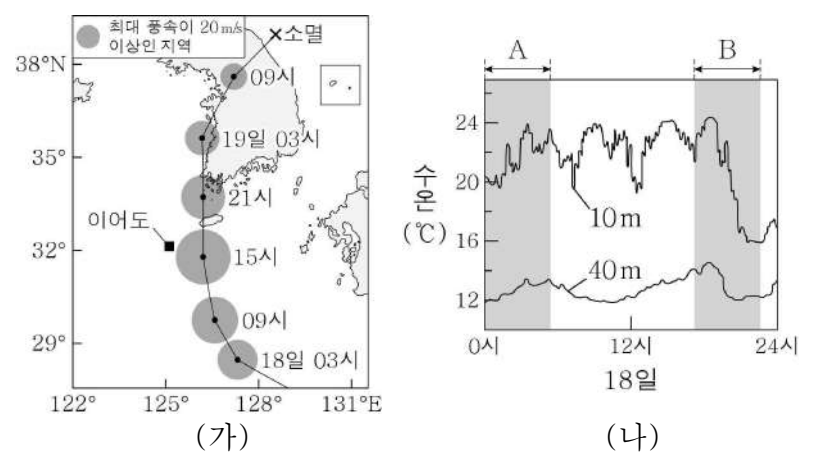 최대 풍속이 20 m/s
이상인 지역
소멸
38°N
09시
19일 03시
35°
21시
이어도
32°
15시
09시
29°
18일 03시
122° 125° 128° 131°E
(가)
A B
수온
(℃)
24
20
16
12
10 m
40 m
0시 12시 24시
18일
(나)